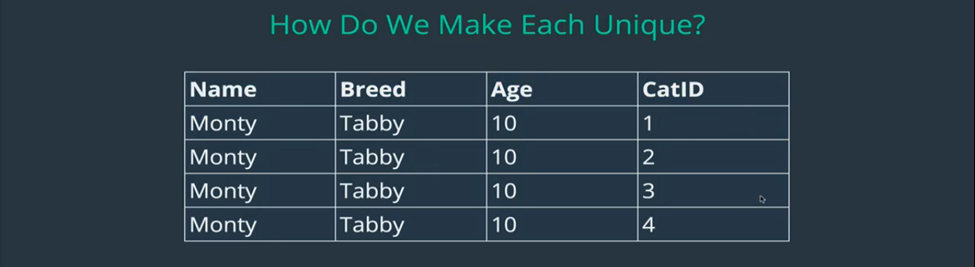 How Do We Make Each Unique?
Name Breed Age CatID
Monty Tabby 10 1
Monty Tabby 10 2
Monty Tabby 10 3
Monty Tabby 10 4